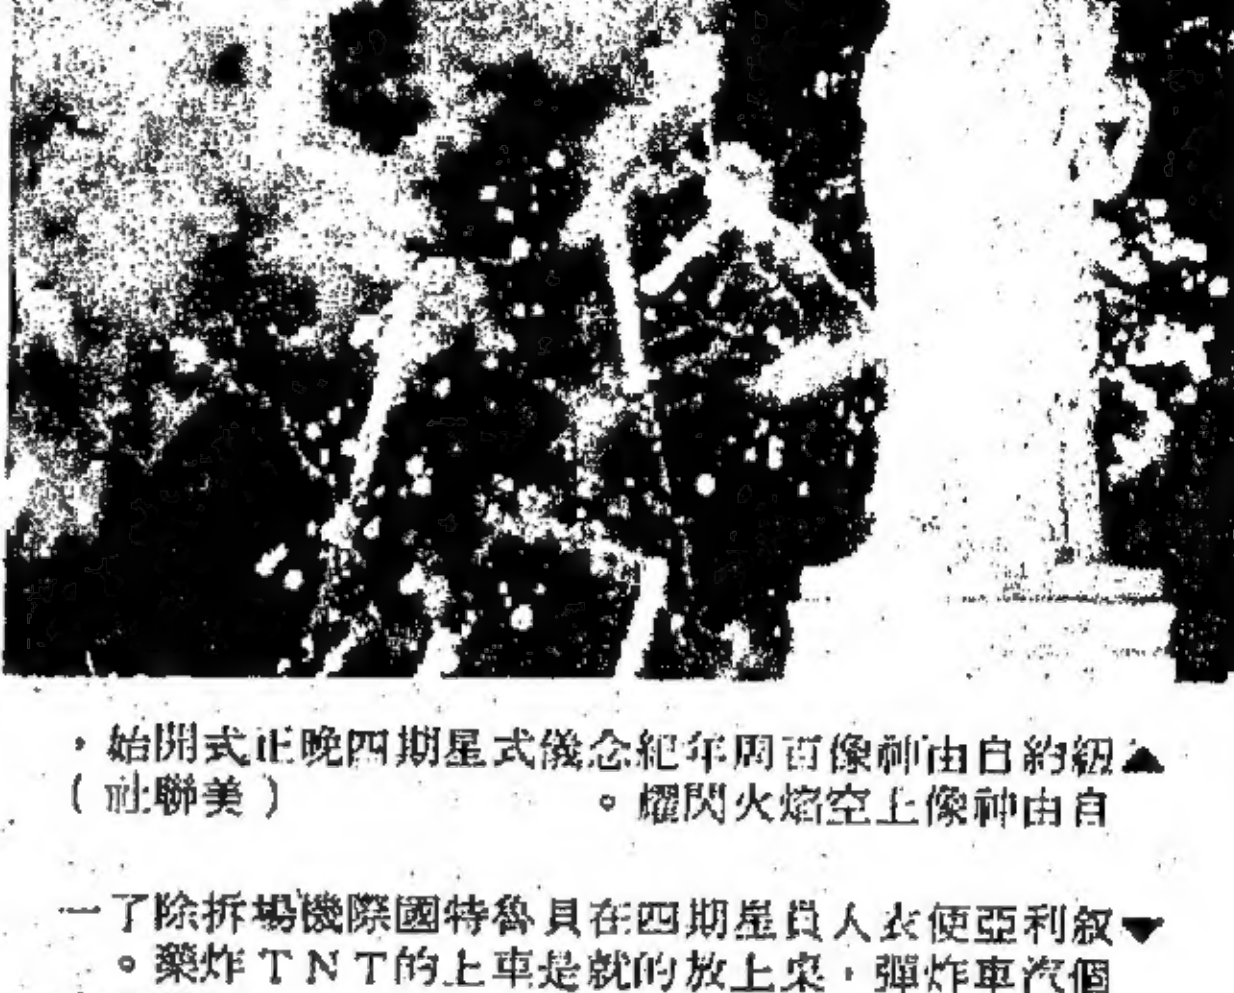 ▲紐約自由神像百周年紀念儀式星期四晚正式開始，
自由神像上空焰火閃耀。（美聯社）
▼叙利亞便衣人員星期四在貝魯特國際機場拆除了一
個汽車炸彈，桌上放的就是車上的TNT炸藥。